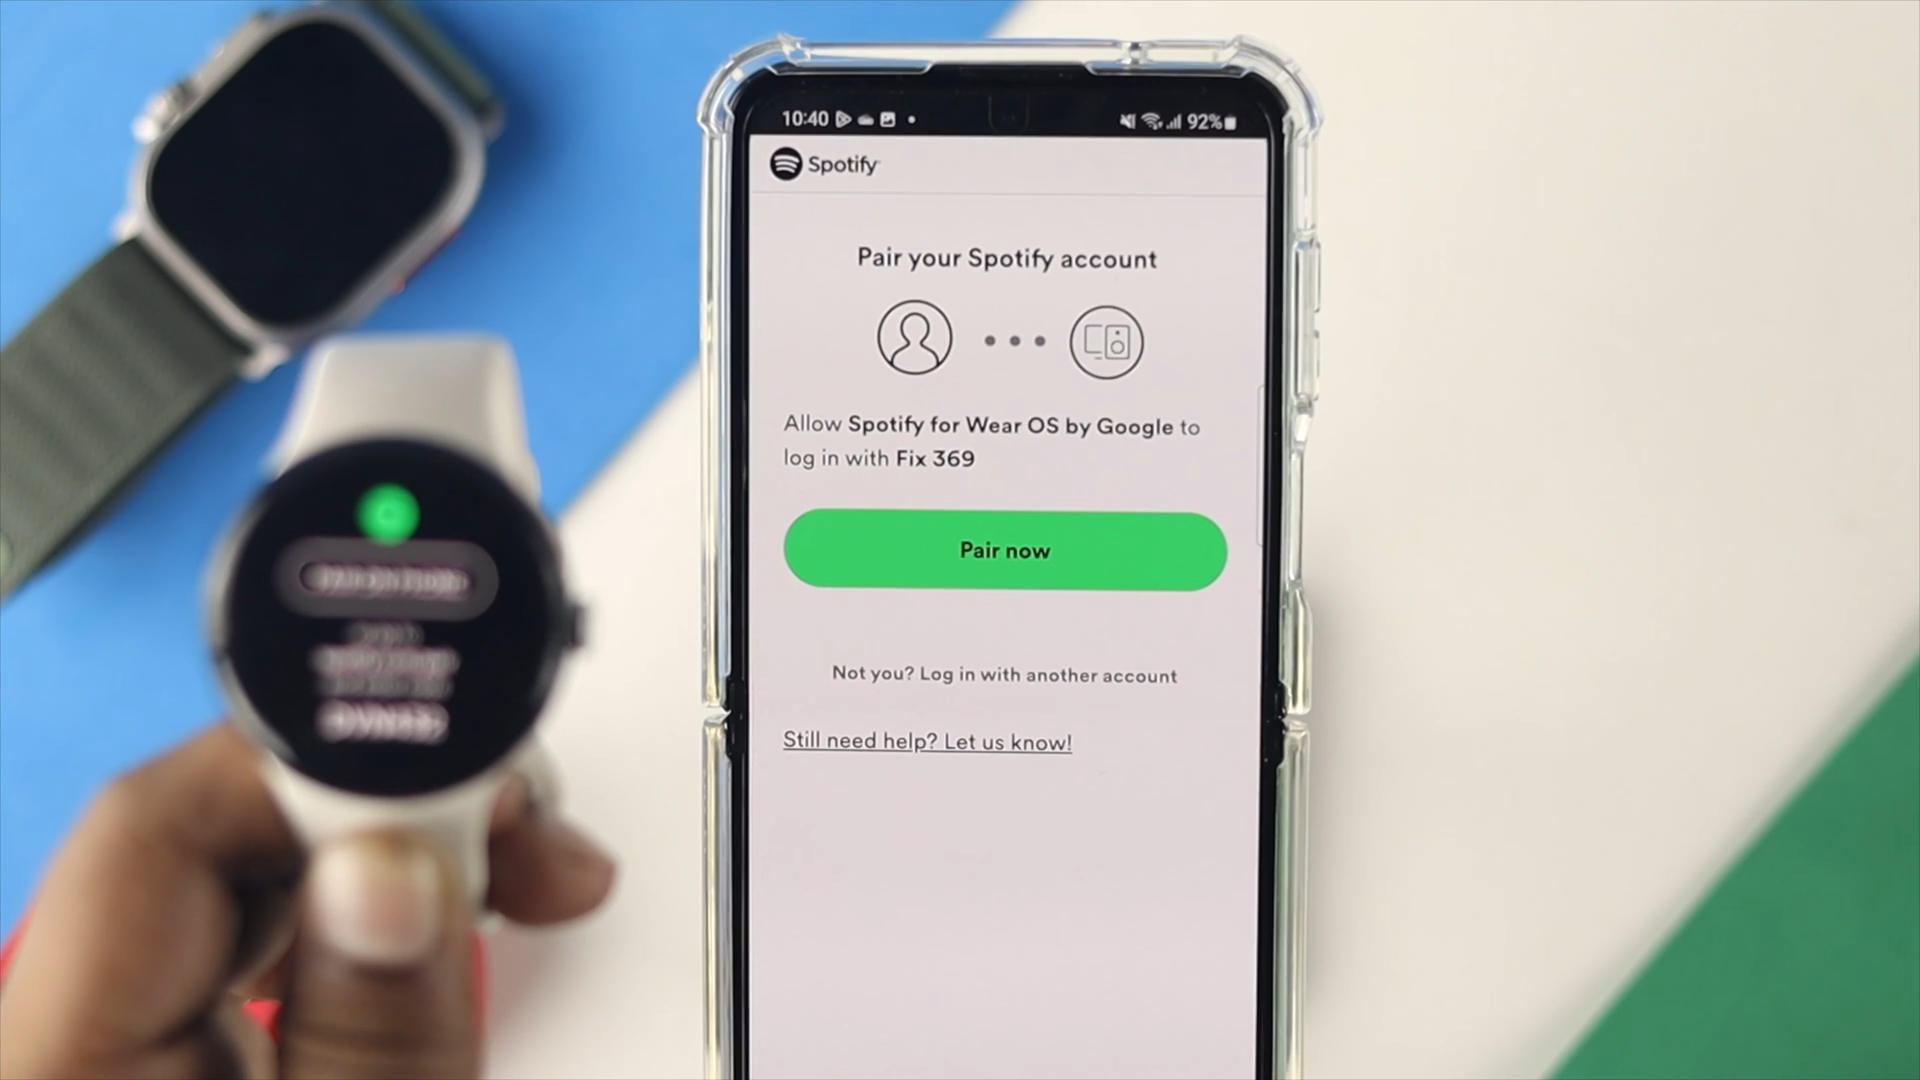 10:40
92%
Spotify
Pair your Spotify account
Allow Spotify for Wear OS by Google to
log in with Fix 369
Pair now
Not you? Log in with another account
Still need help? Let us know!